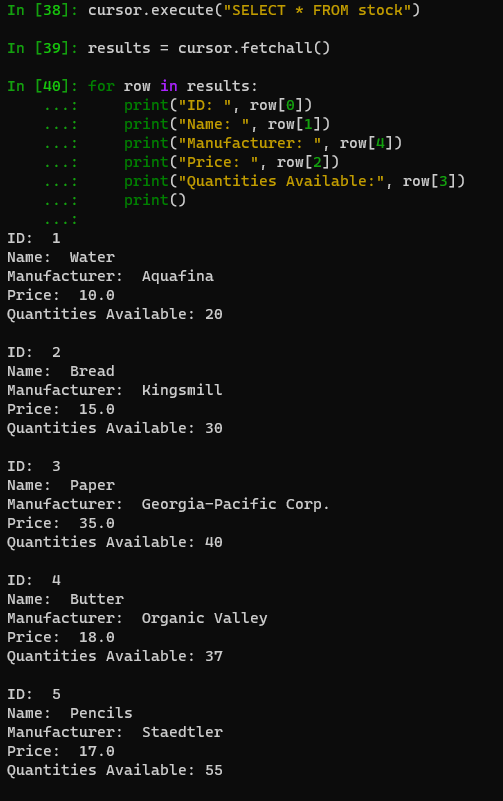 In [38]: cursor.execute("SELECT * FROM stock")
In [39]: results = cursor.fetchall()
In [40]: for row in results:
    ...:     print("ID: ", row[0])
    ...:     print("Name: ", row[1])
    ...:     print("Manufacturer: ", row[4])
    ...:     print("Price: ", row[2])
    ...:     print("Quantities Available:", row[3])
    ...:     print()
    ...:
ID:  1
Name:  Water
Manufacturer:  Aquafina
Price:  10.0
Quantities Available: 20
ID:  2
Name:  Bread
Manufacturer:  Kingsmill
Price:  15.0
Quantities Available: 30
ID:  3
Name:  Paper
Manufacturer:  Georgia-Pacific Corp.
Price:  35.0
Quantities Available: 40
ID:  4
Name:  Butter
Manufacturer:  Organic Valley
Price:  18.0
Quantities Available: 37
ID:  5
Name:  Pencils
Manufacturer:  Staedtler
Price:  17.0
Quantities Available: 55